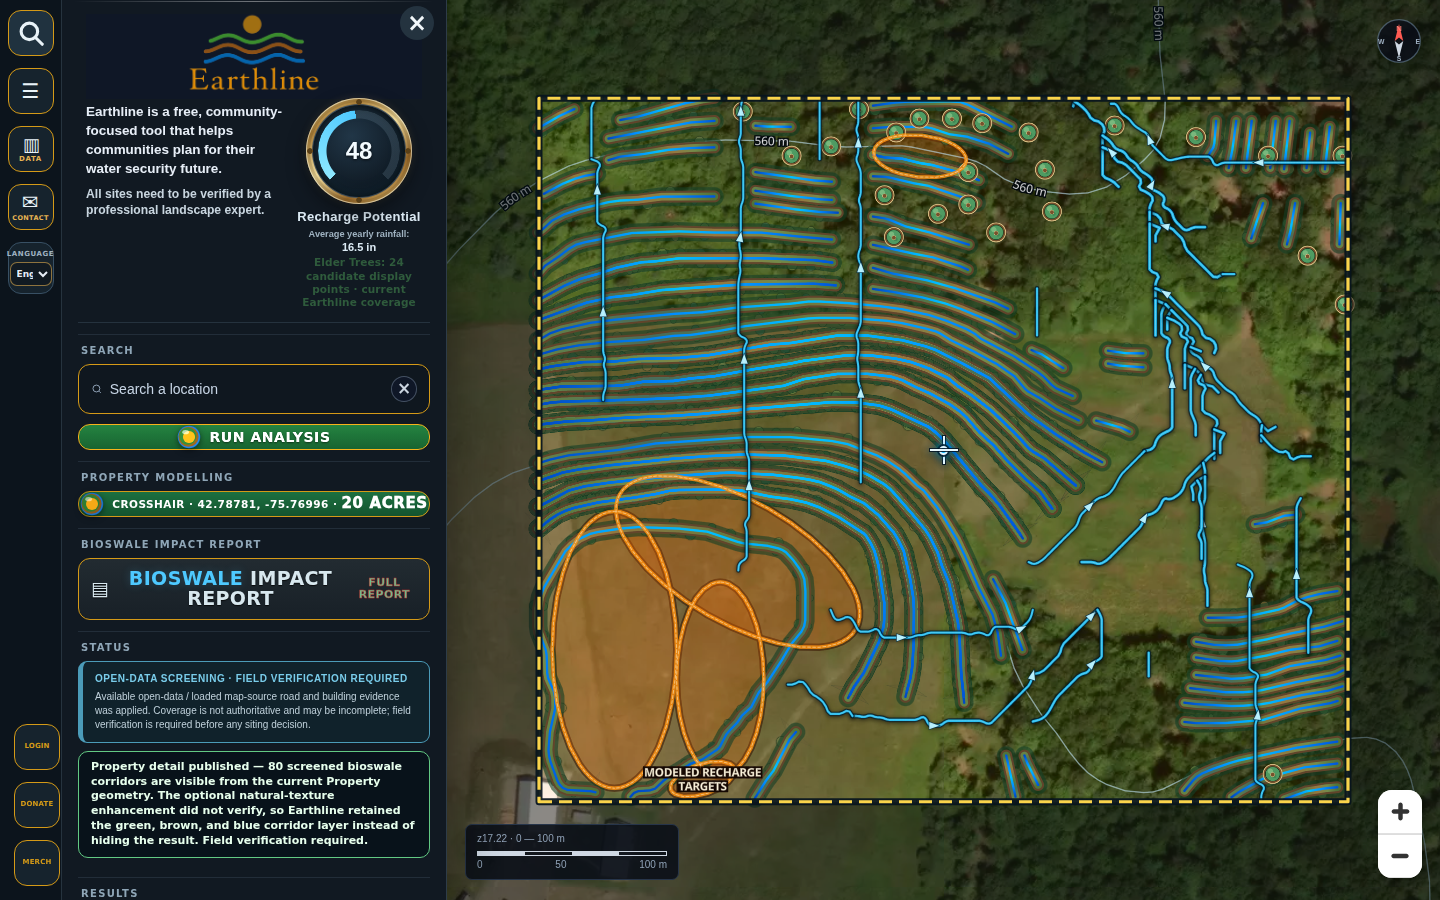 DATA
CONTACT
LANGUAGE
Eng
LOGIN
DONATE
MERCH
Earthline
Earthline is a free, community-
focused tool that helps
communities plan for their
water security future.
All sites need to be verified by a
professional landscape expert.
48
Recharge Potential
Average yearly rainfall:
16.5 in
Elder Trees: 24
candidate display
points · current
Earthline coverage
SEARCH
Search a location
RUN ANALYSIS
PROPERTY MODELLING
CROSSHAIR · 42.78781, -75.76996 · 20 ACRES
BIOSWALE IMPACT REPORT
BIOSWALE IMPACT
REPORT
FULL
REPORT
STATUS
OPEN-DATA SCREENING · FIELD VERIFICATION REQUIRED
Available open-data / loaded map-source road and building evidence
was applied. Coverage is not authoritative and may be incomplete; field
verification is required before any siting decision.
Property detail published — 80 screened bioswale
corridors are visible from the current Property
geometry. The optional natural-texture
enhancement did not verify, so Earthline retained
the green, brown, and blue corridor layer instead of
hiding the result. Field verification required.
RESULTS
560 m
560 m
560 m
560 m
W
E
S
MODELED RECHARGE
TARGETS
z17.22 · 0 — 100 m
0 50 100 m